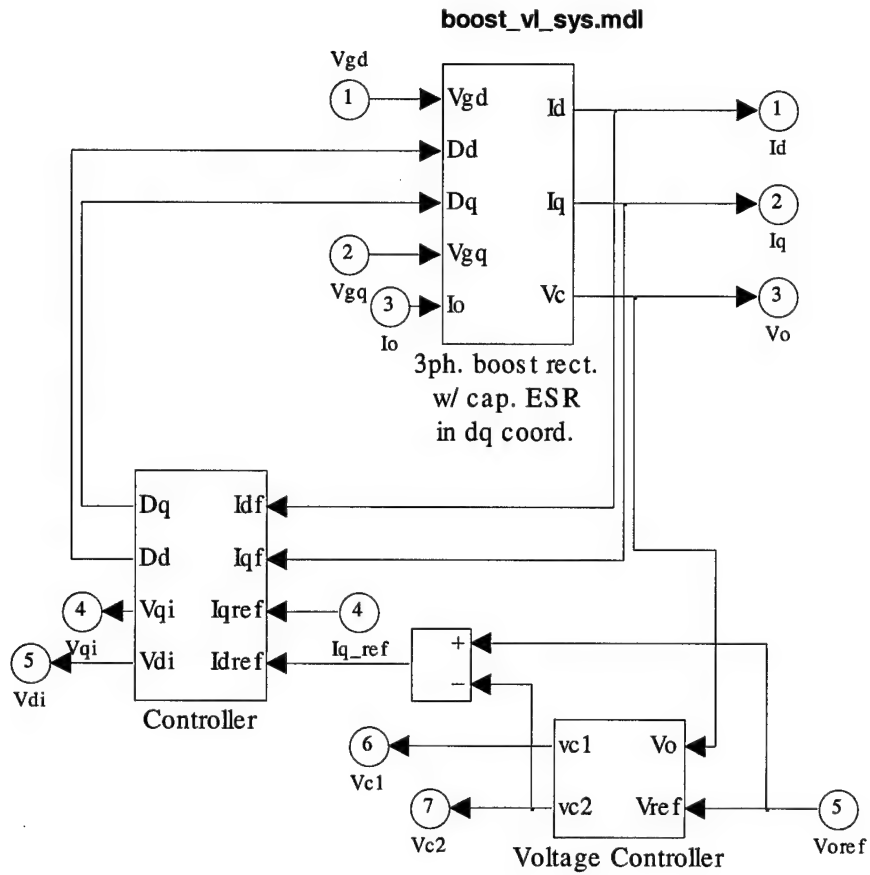 boost_vl_sys.mdl
Vgd
1
Vgd
Id
1
Id
Dd
Dq
Iq
2
Iq
2
Vgq
Vgq
Vc
3
Vo
3
Io
Io
3ph. boost rect.
w/ cap. ESR
in dq coord.
Dq
Idf
Dd
Iqf
4
Vqi
Vqi
Iqref
4
Iq_ref
5
Vdi
Vdi
Idref
+
−
Controller
6
Vc1
vc1
Vo
7
Vc2
vc2
Vref
5
Voref
Voltage Controller